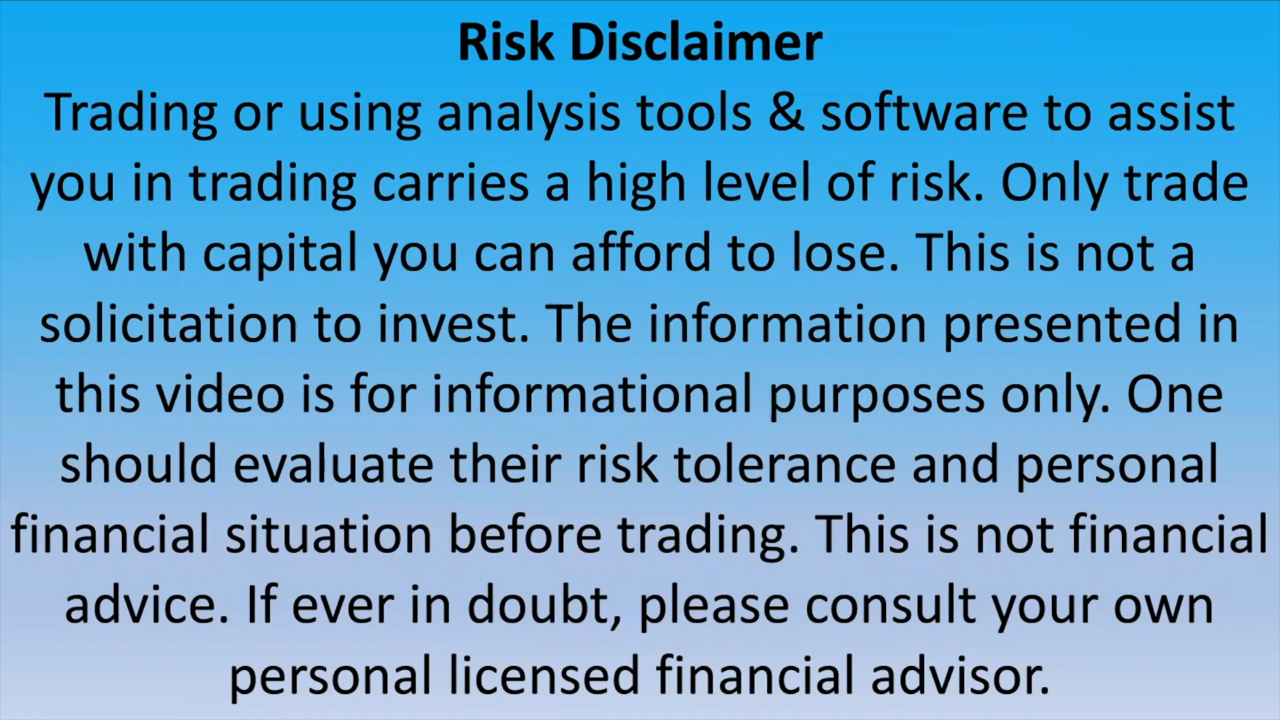 Risk Disclaimer
Trading or using analysis tools & software to assist
you in trading carries a high level of risk. Only trade
with capital you can afford to lose. This is not a
solicitation to invest. The information presented in
this video is for informational purposes only. One
should evaluate their risk tolerance and personal
financial situation before trading. This is not financial
advice. If ever in doubt, please consult your own
personal licensed financial advisor.